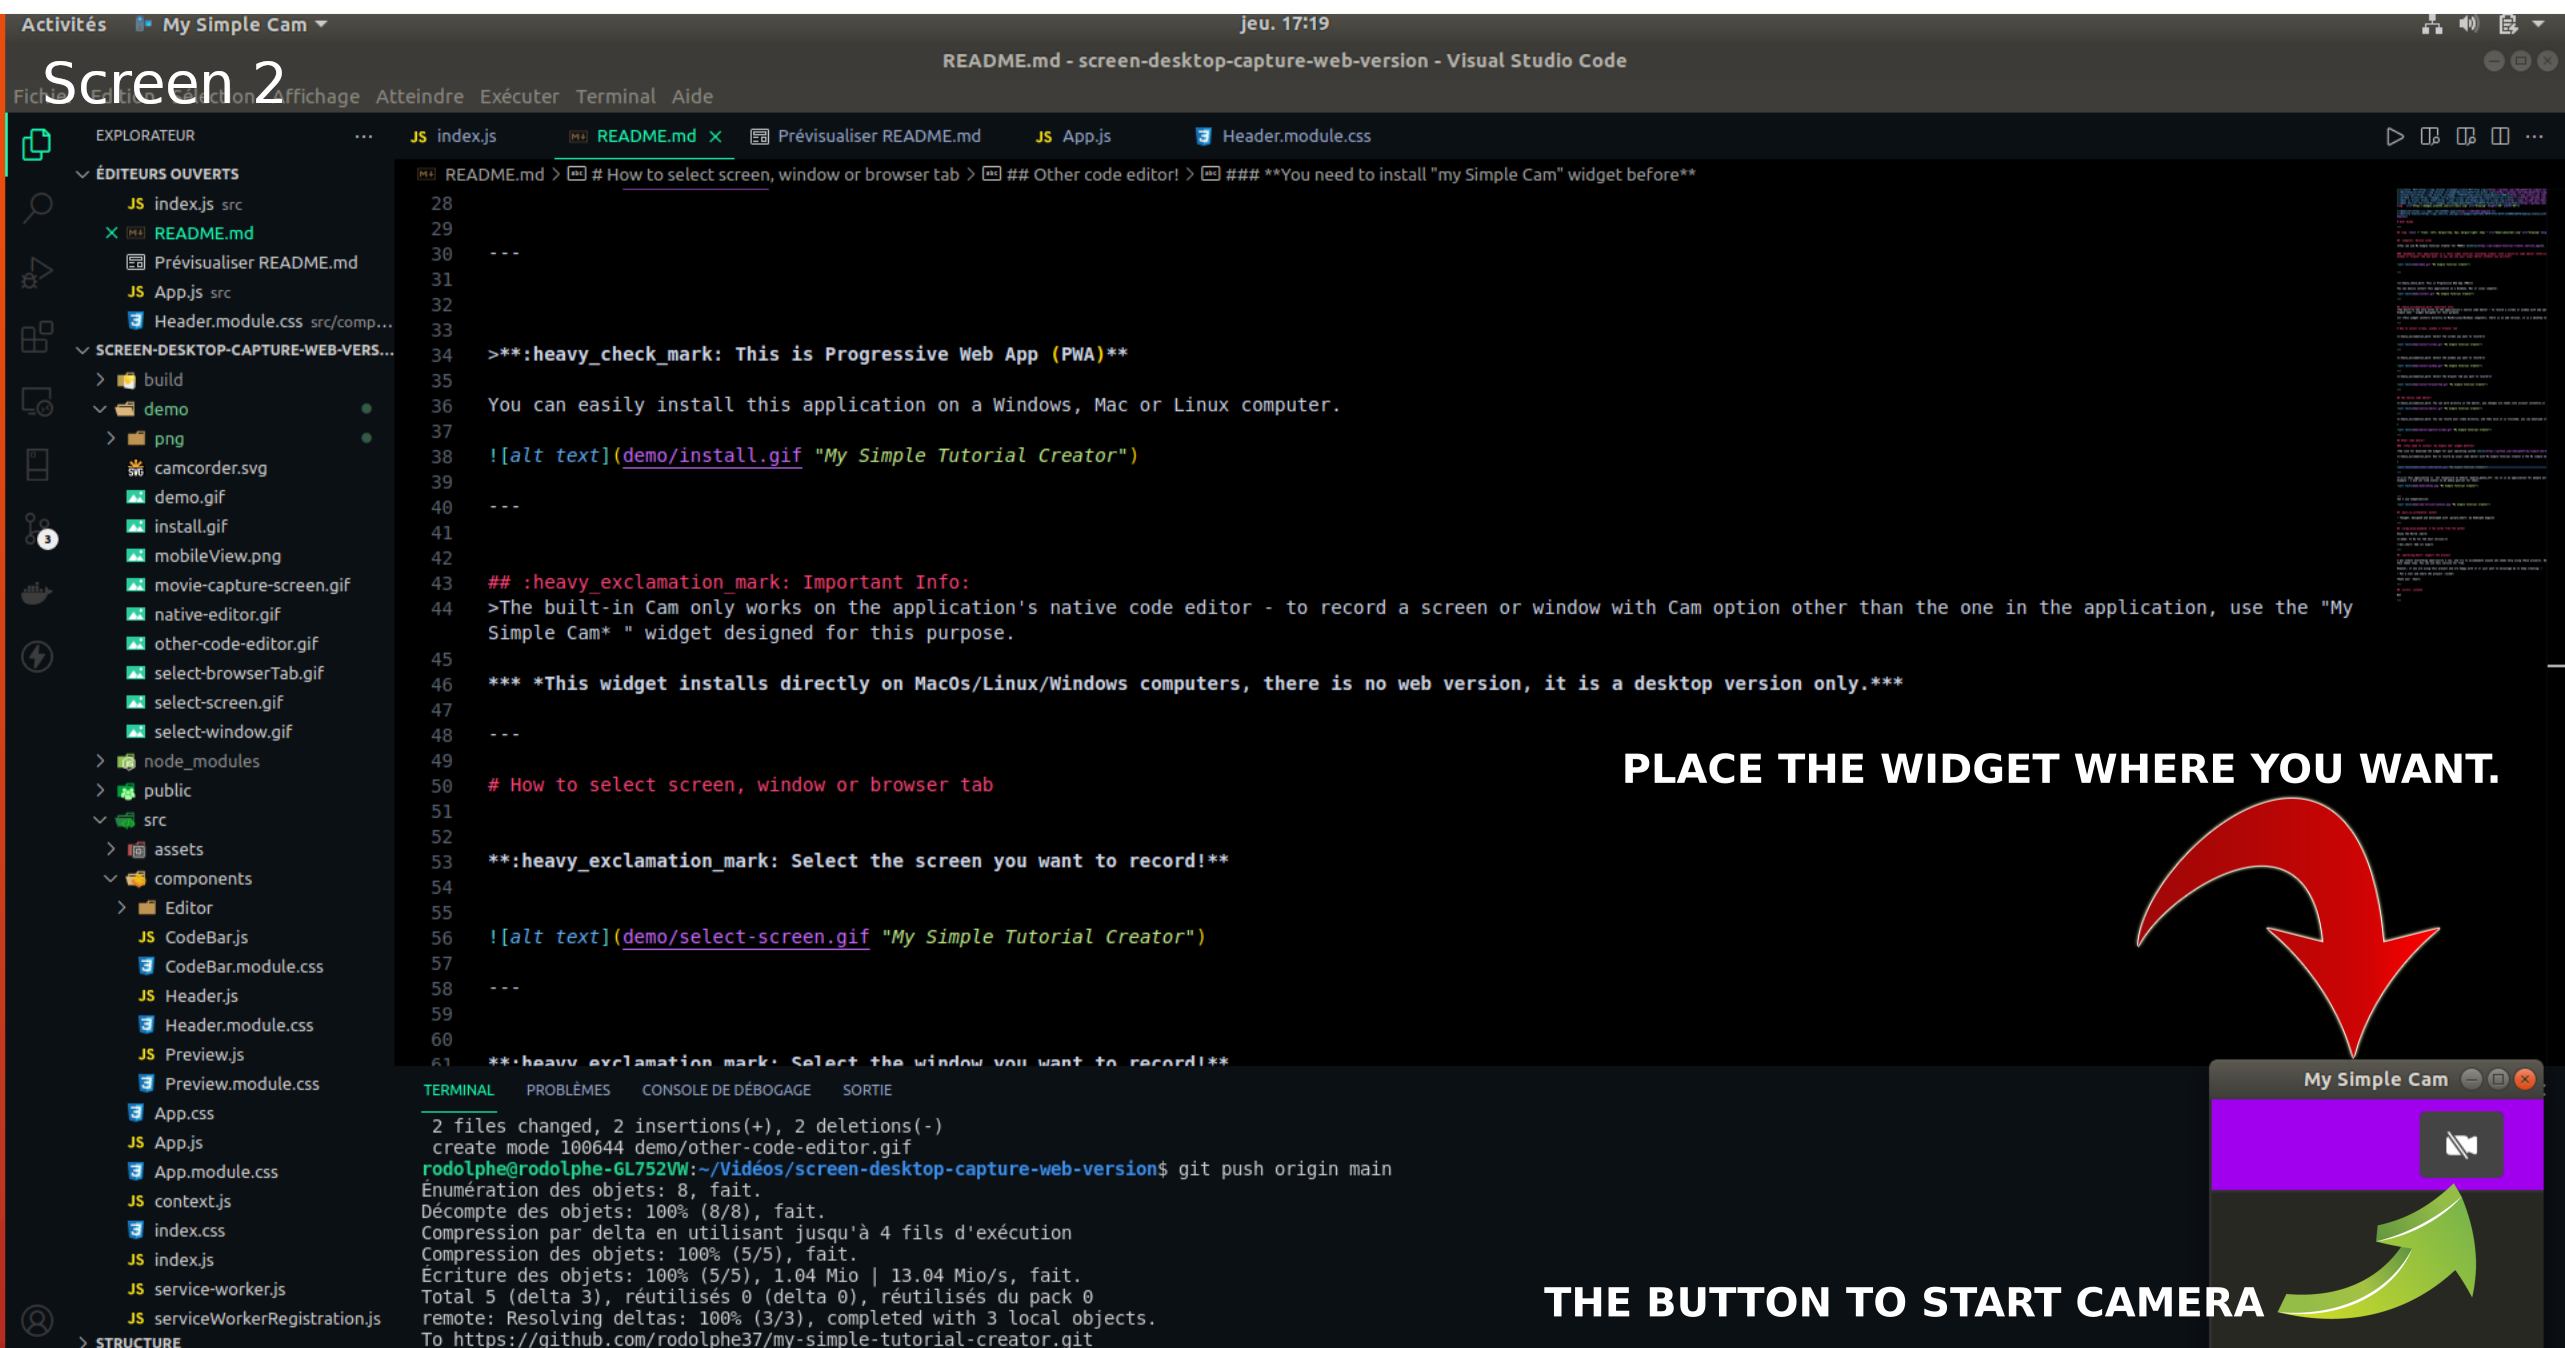 Activités My Simple Cam jeu. 17:19
README.md - screen-desktop-capture-web-version - Visual Studio Code
Screen 2
Fichier Edition Sélection Affichage Atteindre Exécuter Terminal Aide
EXPLORATEUR
ÉDITEURS OUVERTS
JS index.js src
README.md
Prévisualiser README.md
JS App.js src
Header.module.css src/comp...
SCREEN-DESKTOP-CAPTURE-WEB-VERS...
build
demo
png
camcorder.svg
demo.gif
install.gif
mobileView.png
movie-capture-screen.gif
native-editor.gif
other-code-editor.gif
select-browserTab.gif
select-screen.gif
select-window.gif
node_modules
public
src
assets
components
Editor
JS CodeBar.js
CodeBar.module.css
JS Header.js
Header.module.css
JS Preview.js
Preview.module.css
App.css
JS App.js
App.module.css
JS context.js
index.css
JS index.js
JS service-worker.js
JS serviceWorkerRegistration.js
STRUCTURE
3
JS index.js README.md Prévisualiser README.md JS App.js Header.module.css
README.md > # How to select screen, window or browser tab > ## Other code editor! > ### **You need to install "my Simple Cam" widget before**
28
29
30 ---
31
32
33
34 >**:heavy_check_mark: This is Progressive Web App (PWA)**
35
36 You can easily install this application on a Windows, Mac or Linux computer.
37
38 ![alt text](demo/install.gif "My Simple Tutorial Creator")
39
40 ---
41
42
43 ## :heavy_exclamation_mark: Important Info:
44 >The built-in Cam only works on the application's native code editor - to record a screen or window with Cam option other than the one in the application, use the "My
Simple Cam* " widget designed for this purpose.
45
46 *** *This widget installs directly on MacOs/Linux/Windows computers, there is no web version, it is a desktop version only.***
47
48 ---
49
50 # How to select screen, window or browser tab
51
52
53 **:heavy_exclamation_mark: Select the screen you want to record!**
54
55
56 ![alt text](demo/select-screen.gif "My Simple Tutorial Creator")
57
58 ---
59
60
61 **:heavy_exclamation_mark: Select the window you want to record!**
PLACE THE WIDGET WHERE YOU WANT.
My Simple Cam
THE BUTTON TO START CAMERA
TERMINAL PROBLÈMES CONSOLE DE DÉBOGAGE SORTIE
2 files changed, 2 insertions(+), 2 deletions(-)
create mode 100644 demo/other-code-editor.gif
rodolphe@rodolphe-GL752VW:~/Vidéos/screen-desktop-capture-web-version$ git push origin main
Énumération des objets: 8, fait.
Décompte des objets: 100% (8/8), fait.
Compression par delta en utilisant jusqu'à 4 fils d'exécution
Compression des objets: 100% (5/5), fait.
Écriture des objets: 100% (5/5), 1.04 Mio | 13.04 Mio/s, fait.
Total 5 (delta 3), réutilisés 0 (delta 0), réutilisés du pack 0
remote: Resolving deltas: 100% (3/3), completed with 3 local objects.
To https://github.com/rodolphe37/my-simple-tutorial-creator.git